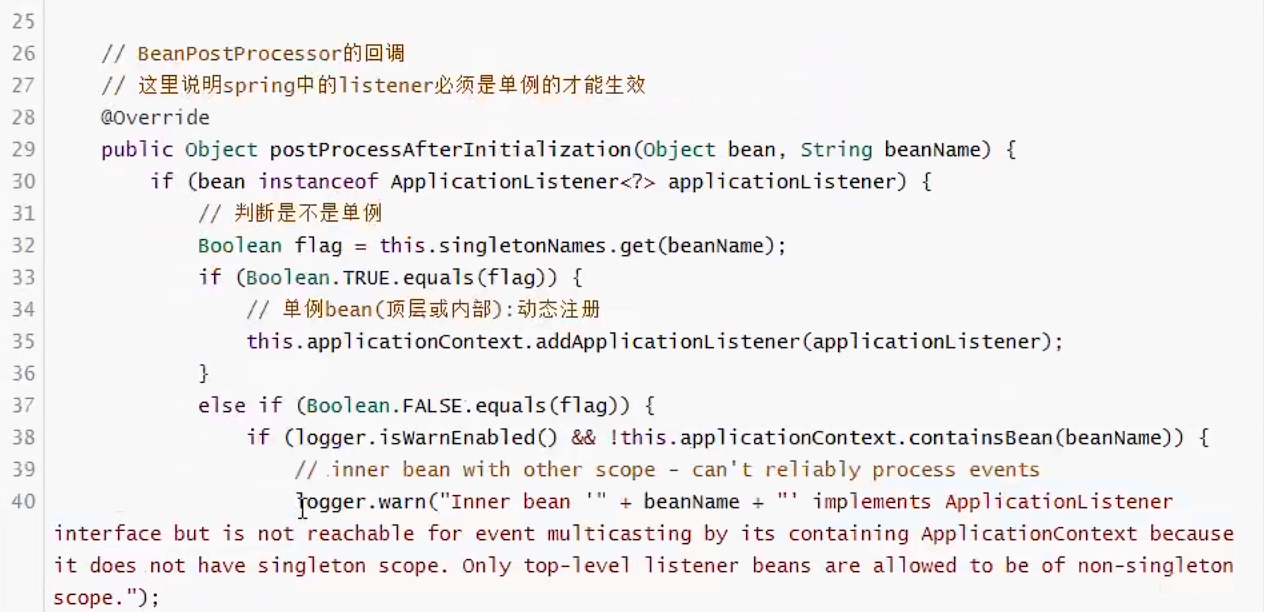 25
26 // BeanPostProcessor的回调
27 // 这里说明spring中的listener必须是单例的才能生效
28 @Override
29 public Object postProcessAfterInitialization(Object bean, String beanName) {
30 if (bean instanceof ApplicationListener<?> applicationListener) {
31 // 判断是不是单例
32 Boolean flag = this.singletonNames.get(beanName);
33 if (Boolean.TRUE.equals(flag)) {
34 // 单例bean(顶层或内部):动态注册
35 this.applicationContext.addApplicationListener(applicationListener);
36 }
37 else if (Boolean.FALSE.equals(flag)) {
38 if (logger.isWarnEnabled() && !this.applicationContext.containsBean(beanName)) {
39 // inner bean with other scope - can't reliably process events
40 logger.warn("Inner bean '" + beanName + "' implements ApplicationListener
interface but is not reachable for event multicasting by its containing ApplicationContext because
it does not have singleton scope. Only top-level listener beans are allowed to be of non-singleton
scope.");